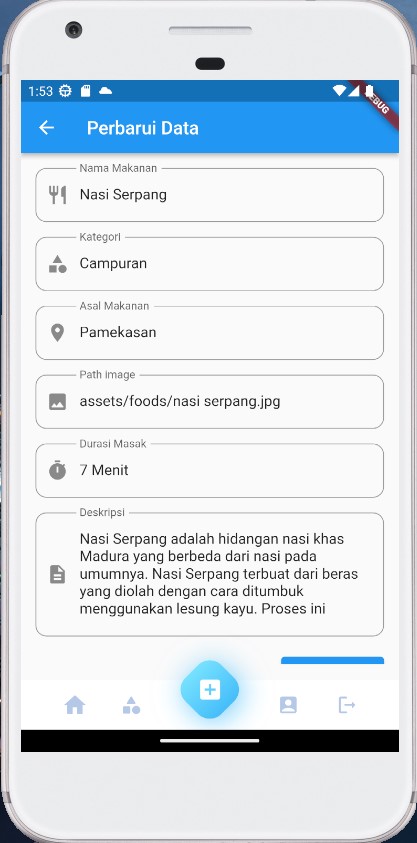 1:53
DEBUG
Perbarui Data
Nama Makanan
Nasi Serpang
Kategori
Campuran
Asal Makanan
Pamekasan
Path image
assets/foods/nasi serpang.jpg
Durasi Masak
7 Menit
Deskripsi
Nasi Serpang adalah hidangan nasi khas
Madura yang berbeda dari nasi pada
umumnya. Nasi Serpang terbuat dari beras
yang diolah dengan cara ditumbuk
menggunakan lesung kayu. Proses ini